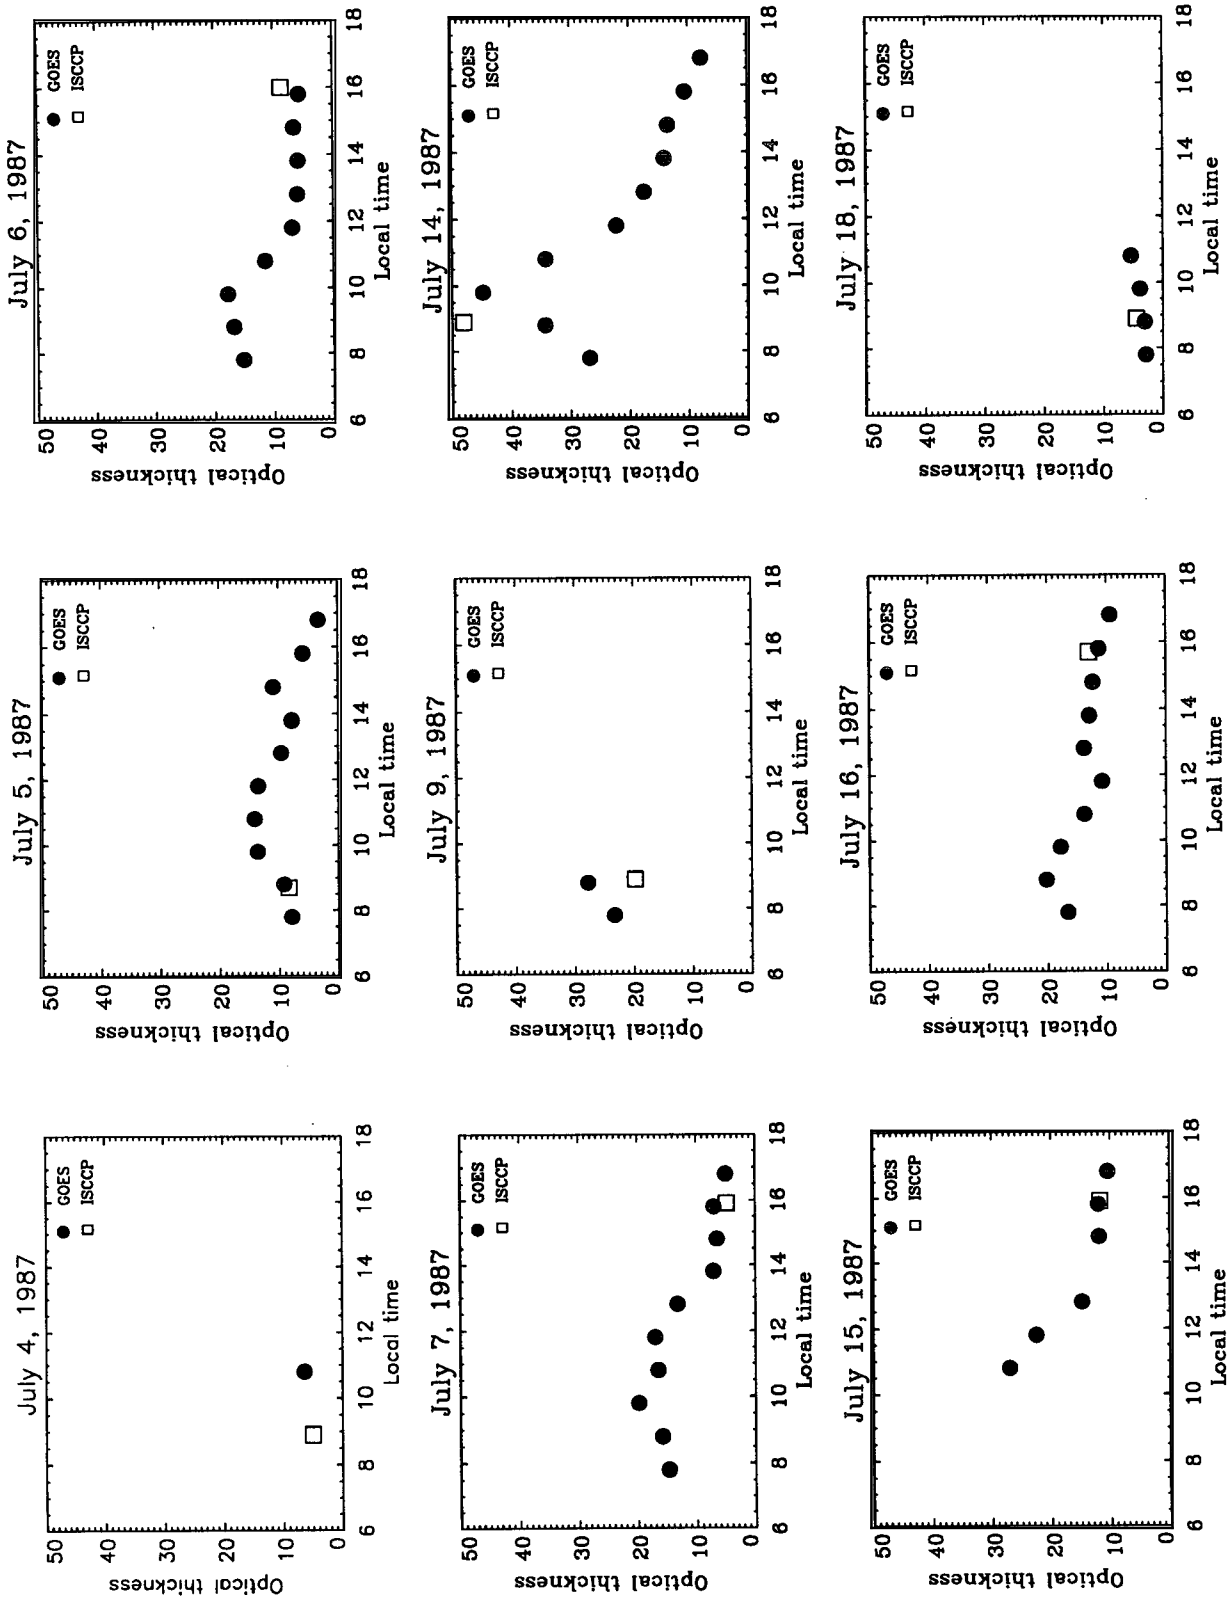 July 4, 1987
GOES
ISCCP
50
40
30
20
10
0
Optical thickness
6 8 10 12 14 16 18
Local time
July 5, 1987
GOES
ISCCP
50
40
30
20
10
0
Optical thickness
6 8 10 12 14 16 18
Local time
July 6, 1987
GOES
ISCCP
50
40
30
20
10
0
Optical thickness
6 8 10 12 14 16 18
Local time
July 7, 1987
GOES
ISCCP
50
40
30
20
10
0
Optical thickness
6 8 10 12 14 16 18
Local time
July 9, 1987
GOES
ISCCP
50
40
30
20
10
0
Optical thickness
6 8 10 12 14 16 18
Local time
July 14, 1987
GOES
ISCCP
50
40
30
20
10
0
Optical thickness
6 8 10 12 14 16 18
Local time
July 15, 1987
GOES
ISCCP
50
40
30
20
10
0
Optical thickness
6 8 10 12 14 16 18
Local time
July 16, 1987
GOES
ISCCP
50
40
30
20
10
0
Optical thickness
6 8 10 12 14 16 18
Local time
July 18, 1987
GOES
ISCCP
50
40
30
20
10
0
Optical thickness
6 8 10 12 14 16 18
Local time